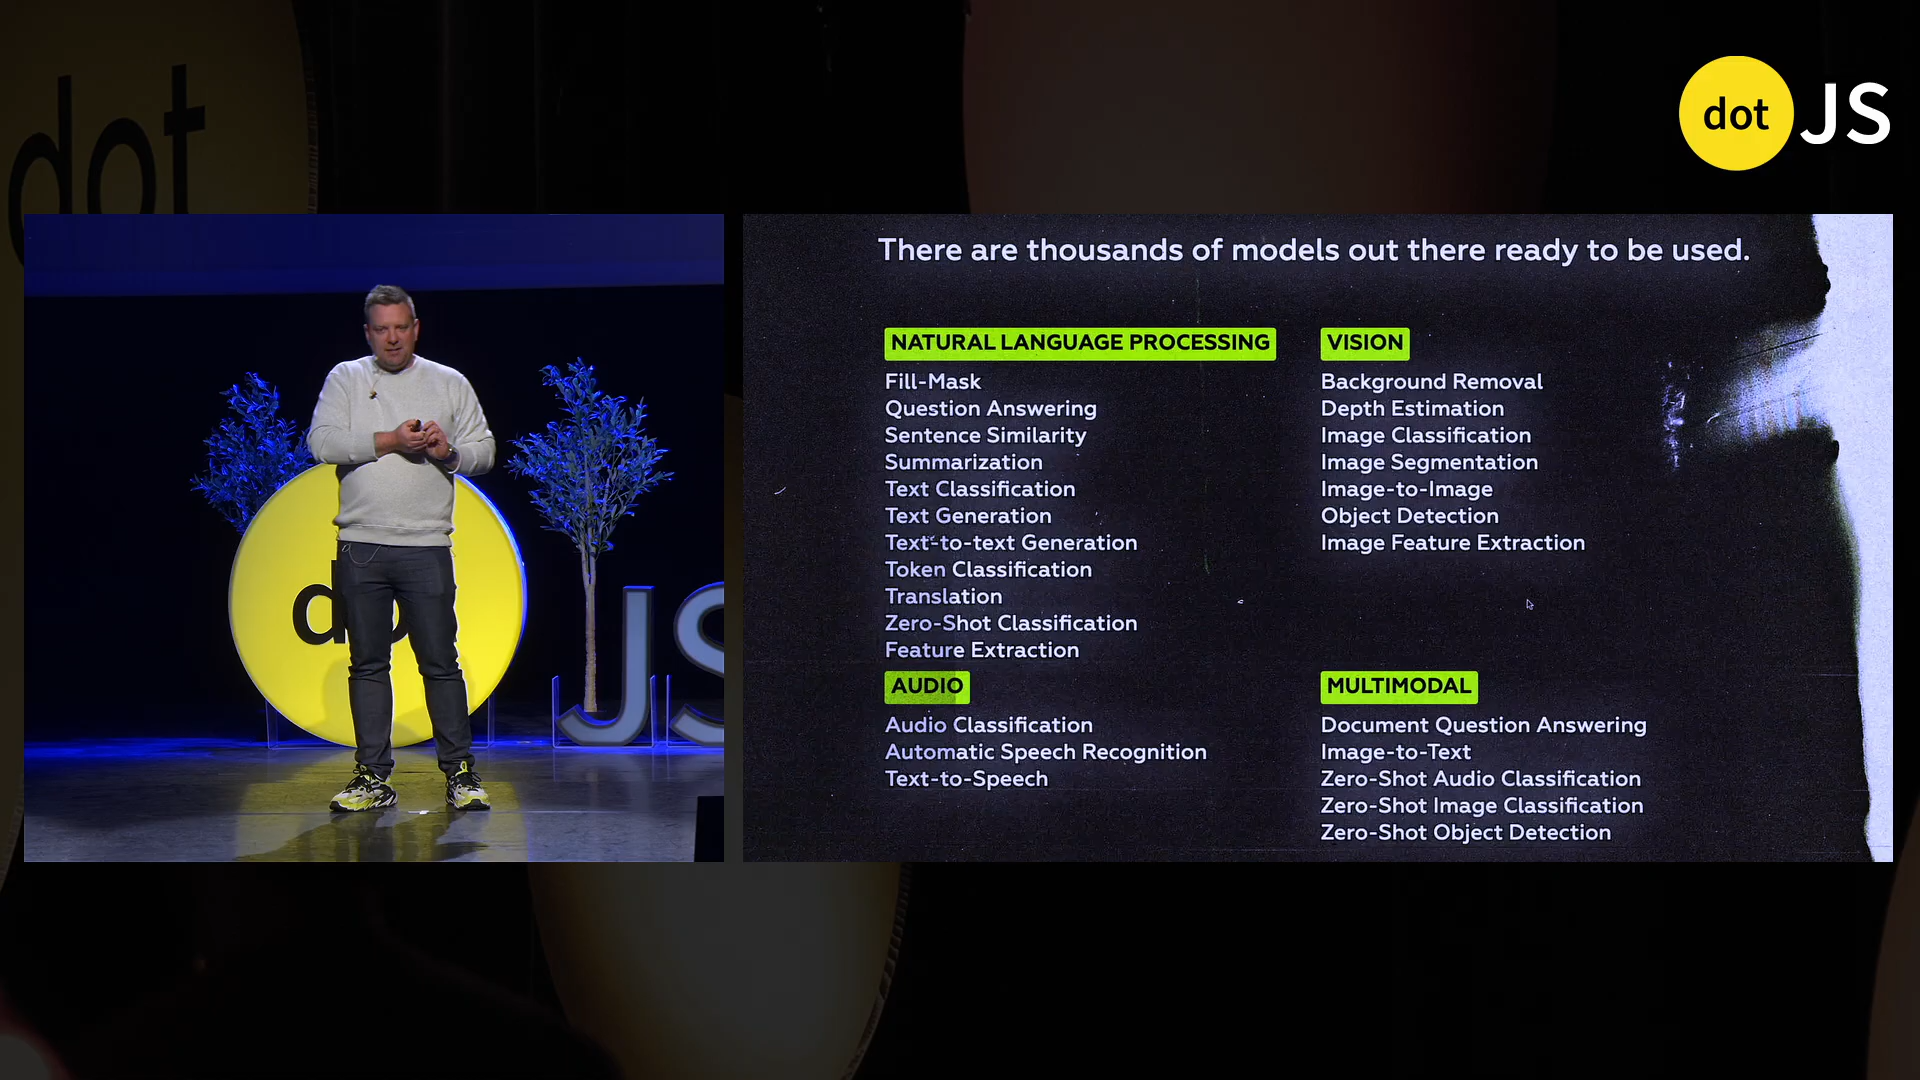 dot
dot JS
There are thousands of models out there ready to be used.
NATURAL LANGUAGE PROCESSING
Fill-Mask
Question Answering
Sentence Similarity
Summarization
Text Classification
Text Generation
Text-to-text Generation
Token Classification
Translation
Zero-Shot Classification
Feature Extraction
VISION
Background Removal
Depth Estimation
Image Classification
Image Segmentation
Image-to-Image
Object Detection
Image Feature Extraction
AUDIO
Audio Classification
Automatic Speech Recognition
Text-to-Speech
MULTIMODAL
Document Question Answering
Image-to-Text
Zero-Shot Audio Classification
Zero-Shot Image Classification
Zero-Shot Object Detection
do
JS